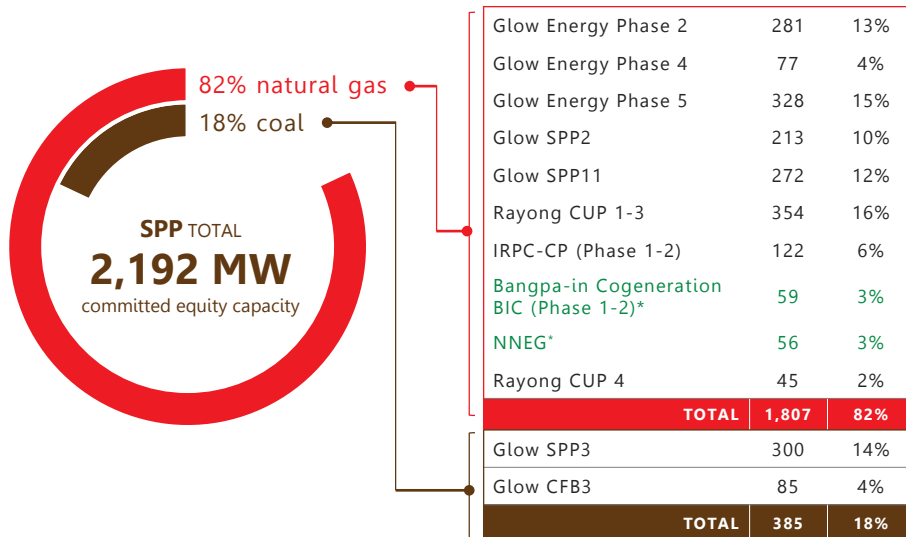 82% natural gas
18% coal
SPP TOTAL
2,192 MW
committed equity capacity
Glow Energy Phase 2 281 13%
Glow Energy Phase 4 77 4%
Glow Energy Phase 5 328 15%
Glow SPP2 213 10%
Glow SPP11 272 12%
Rayong CUP 1-3 354 16%
IRPC-CP (Phase 1-2) 122 6%
Bangpa-in Cogeneration
BIC (Phase 1-2)* 59 3%
NNEG* 56 3%
Rayong CUP 4 45 2%
TOTAL 1,807 82%
Glow SPP3 300 14%
Glow CFB3 85 4%
TOTAL 385 18%